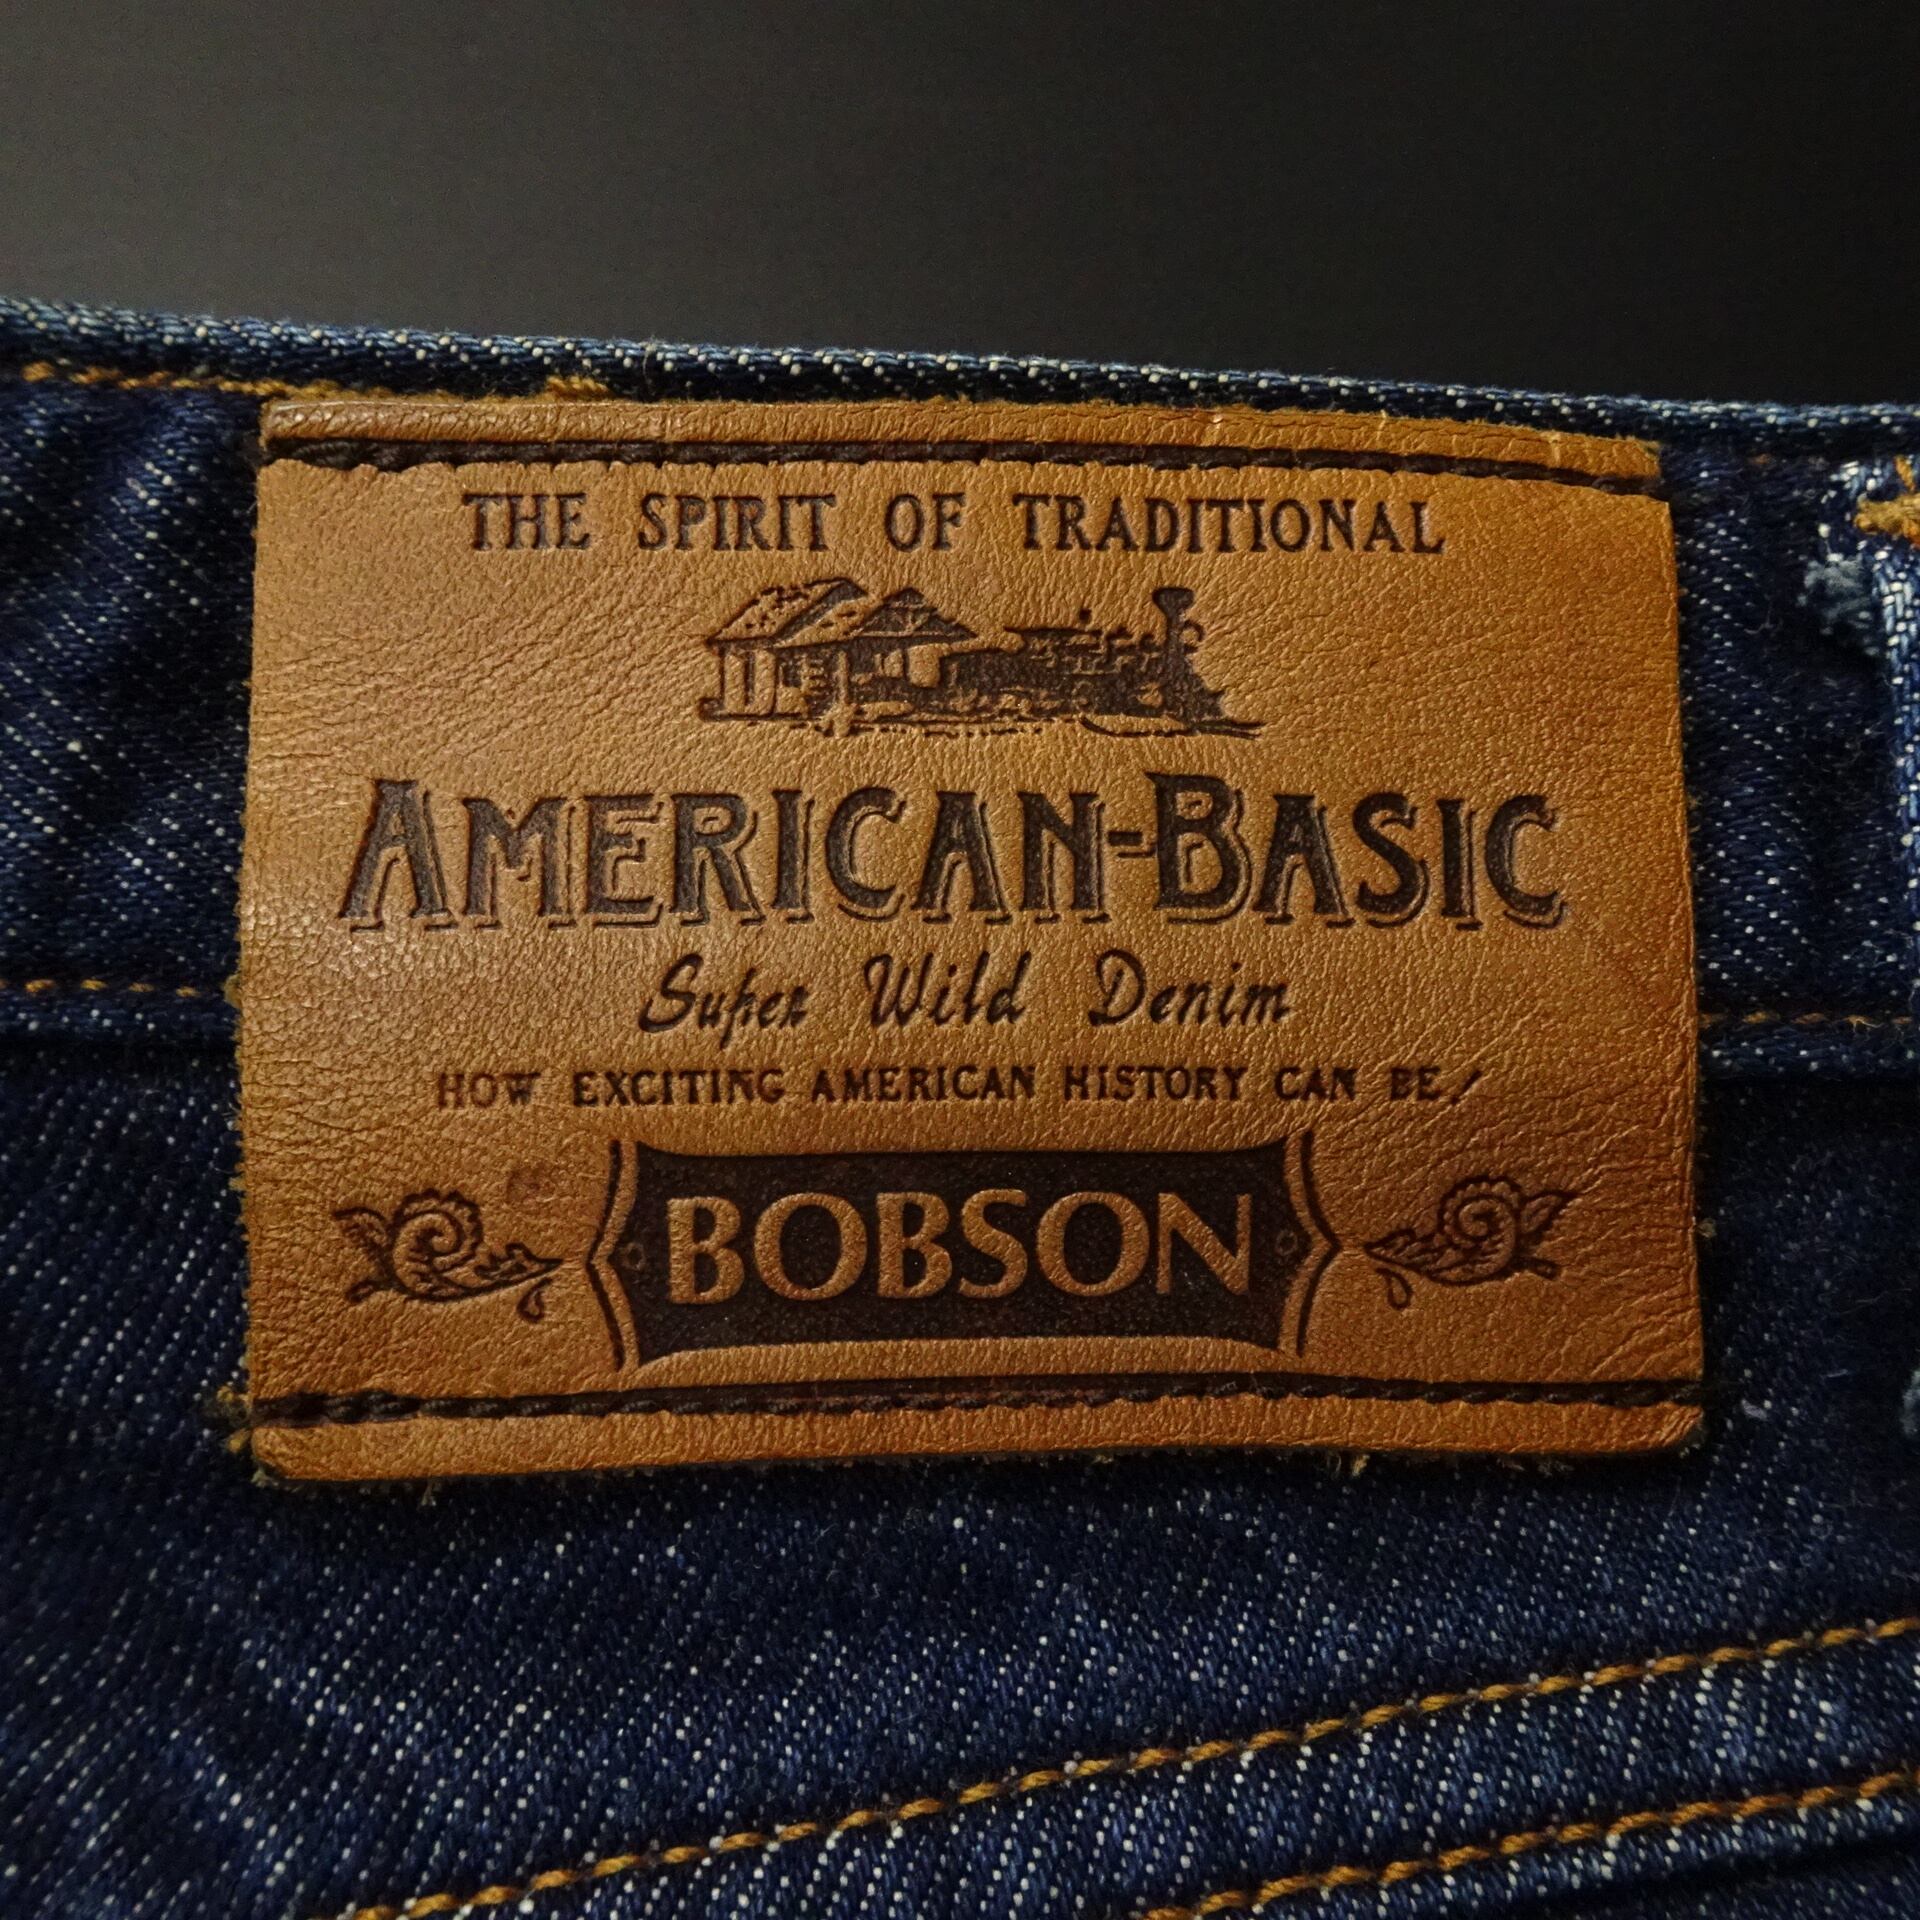 THE SPIRIT OF TRADITIONAL
AMERICAN-BASIC
Super Wild Denim
HOW EXCITING AMERICAN HISTORY CAN BE!
BOBSON